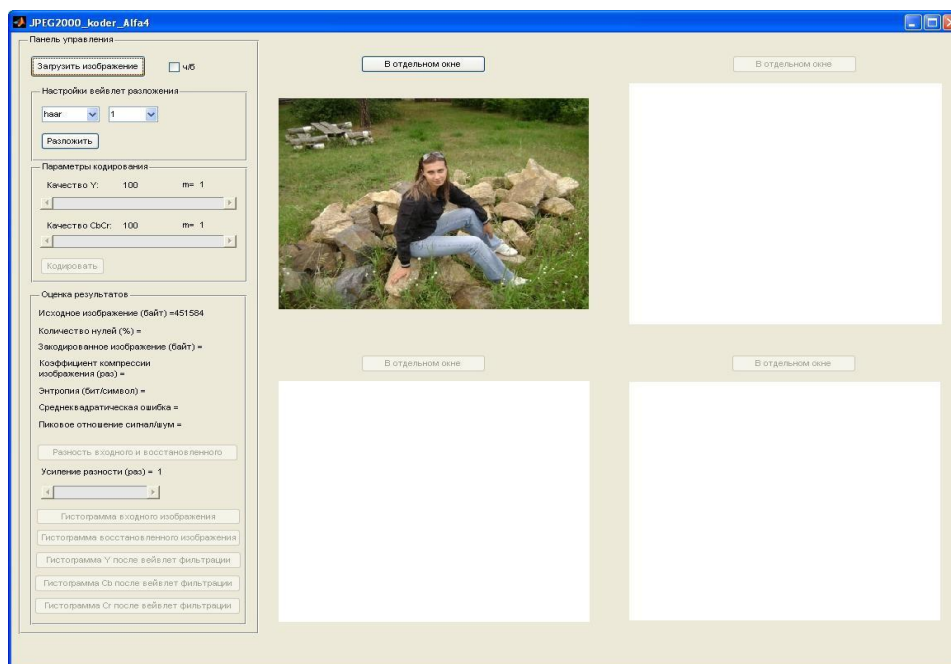 JPEG2000_koder_Alfa4
Панель управления
Загрузить изображение
ч/б
Настройки вейвлет разложения
haar
1
Разложить
Параметры кодирования
Качество Y: 100 m= 1
Качество CbCr: 100 m= 1
Кодировать
Оценка результатов
Исходное изображение (байт) =451584
Количество нулей (%) =
Закодированное изображение (байт) =
Коэффициент компрессии
изображения (раз) =
Энтропия (бит/символ) =
Среднеквадратическая ошибка =
Пиковое отношение сигнал/шум =
Разность входного и восстановленного
Усиление разности (раз) = 1
Гистограмма входного изображения
Гистограмма восстановленного изображения
Гистограмма Y после вейвлет фильтрации
Гистограмма Cb после вейвлет фильтрации
Гистограмма Cr после вейвлет фильтрации
В отдельном окне
В отдельном окне
В отдельном окне
В отдельном окне